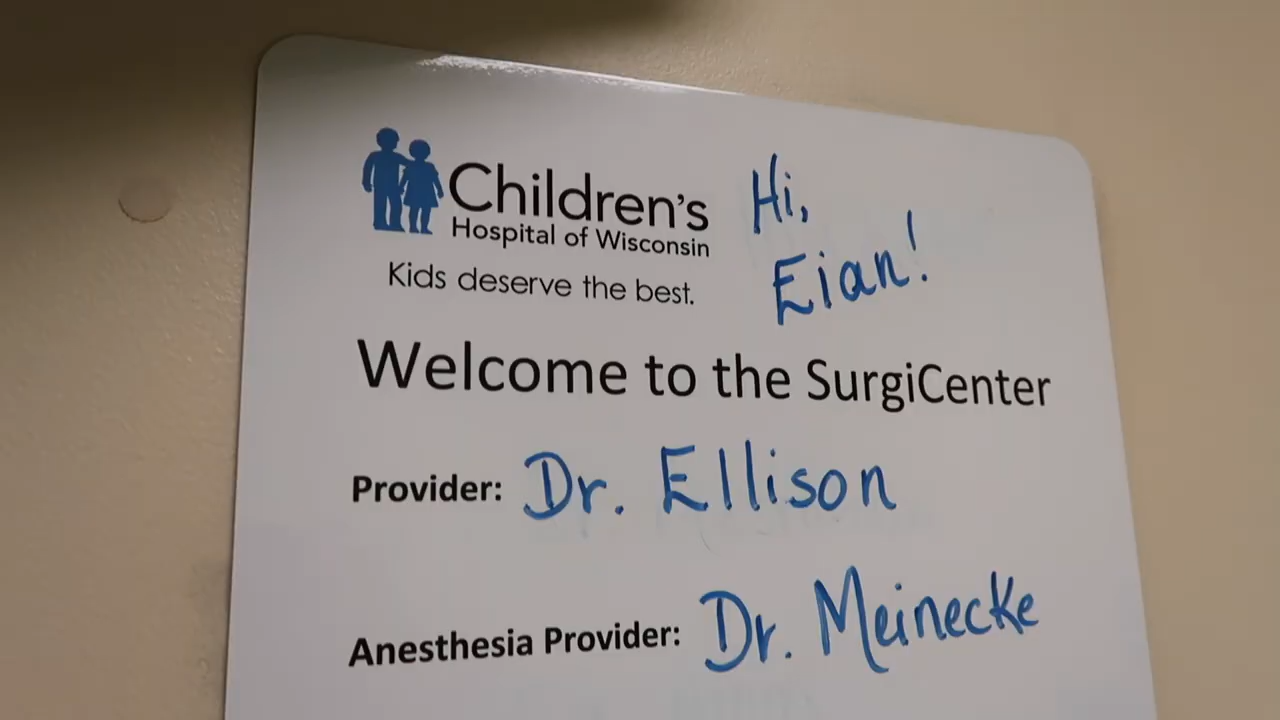 Children's
Hospital of Wisconsin
Kids deserve the best.
Hi,
Eian!
Welcome to the SurgiCenter
Provider: Dr. Ellison
Anesthesia Provider: Dr. Meinecke